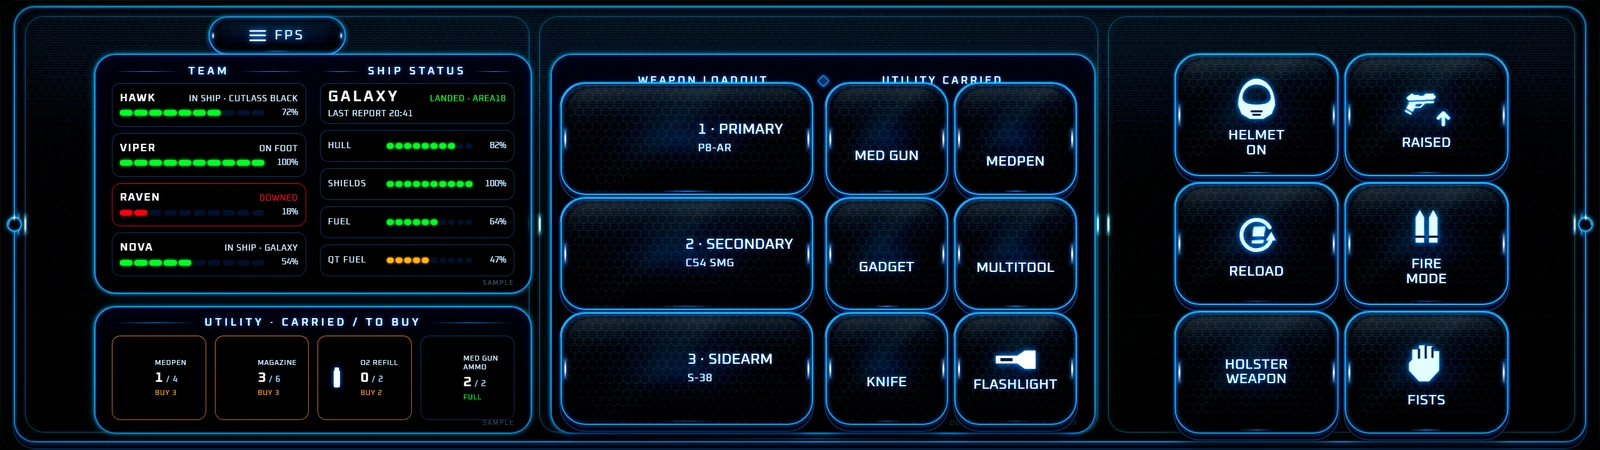 FPS
TEAM
HAWK IN SHIP · CUTLASS BLACK
72%
VIPER ON FOOT
100%
RAVEN DOWNED
18%
NOVA IN SHIP · GALAXY
54%
SHIP STATUS
GALAXY LANDED · AREA18
LAST REPORT 20:41
HULL 82%
SHIELDS 100%
FUEL 64%
QT FUEL 47%
SAMPLE
UTILITY · CARRIED / TO BUY
MEDPEN
1 / 4
BUY 3
MAGAZINE
3 / 6
BUY 3
O2 REFILL
0 / 2
BUY 2
MED GUN
AMMO
2 / 2
FULL
SAMPLE
WEAPON LOADOUT
UTILITY CARRIED
1 · PRIMARY
P8-AR
MED GUN
MEDPEN
2 · SECONDARY
C54 SMG
GADGET
MULTITOOL
3 · SIDEARM
S-38
KNIFE
FLASHLIGHT
HELMET
ON
RAISED
RELOAD
FIRE
MODE
HOLSTER
WEAPON
FISTS